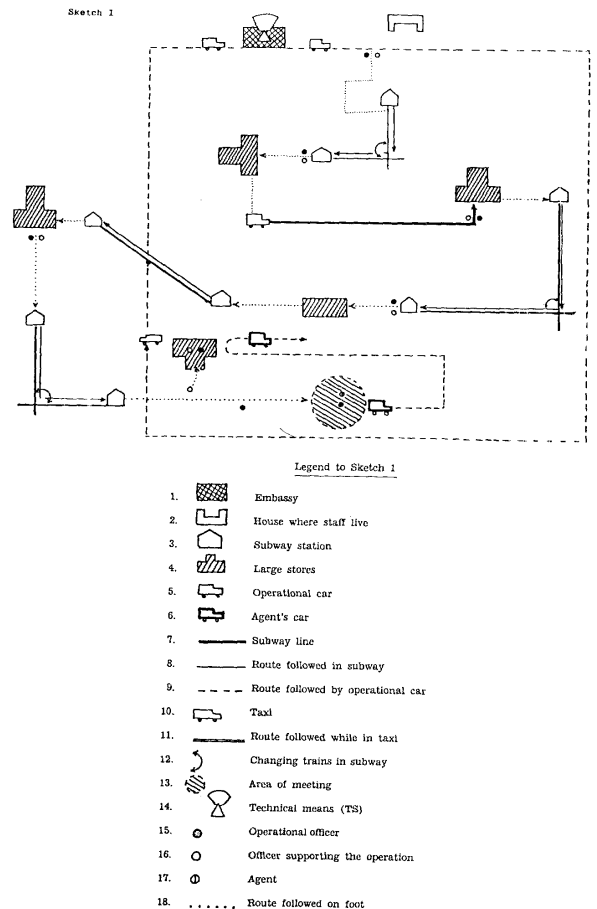 Sketch 1
Legend to Sketch 1
1. Embassy
2. House where staff live
3. Subway station
4. Large stores
5. Operational car
6. Agent's car
7. Subway line
8. Route followed in subway
9. Route followed by operational car
10. Taxi
11. Route followed while in taxi
12. Changing trains in subway
13. Area of meeting
14. Technical means (TS)
15. Operational officer
16. Officer supporting the operation
17. Agent
18. Route followed on foot